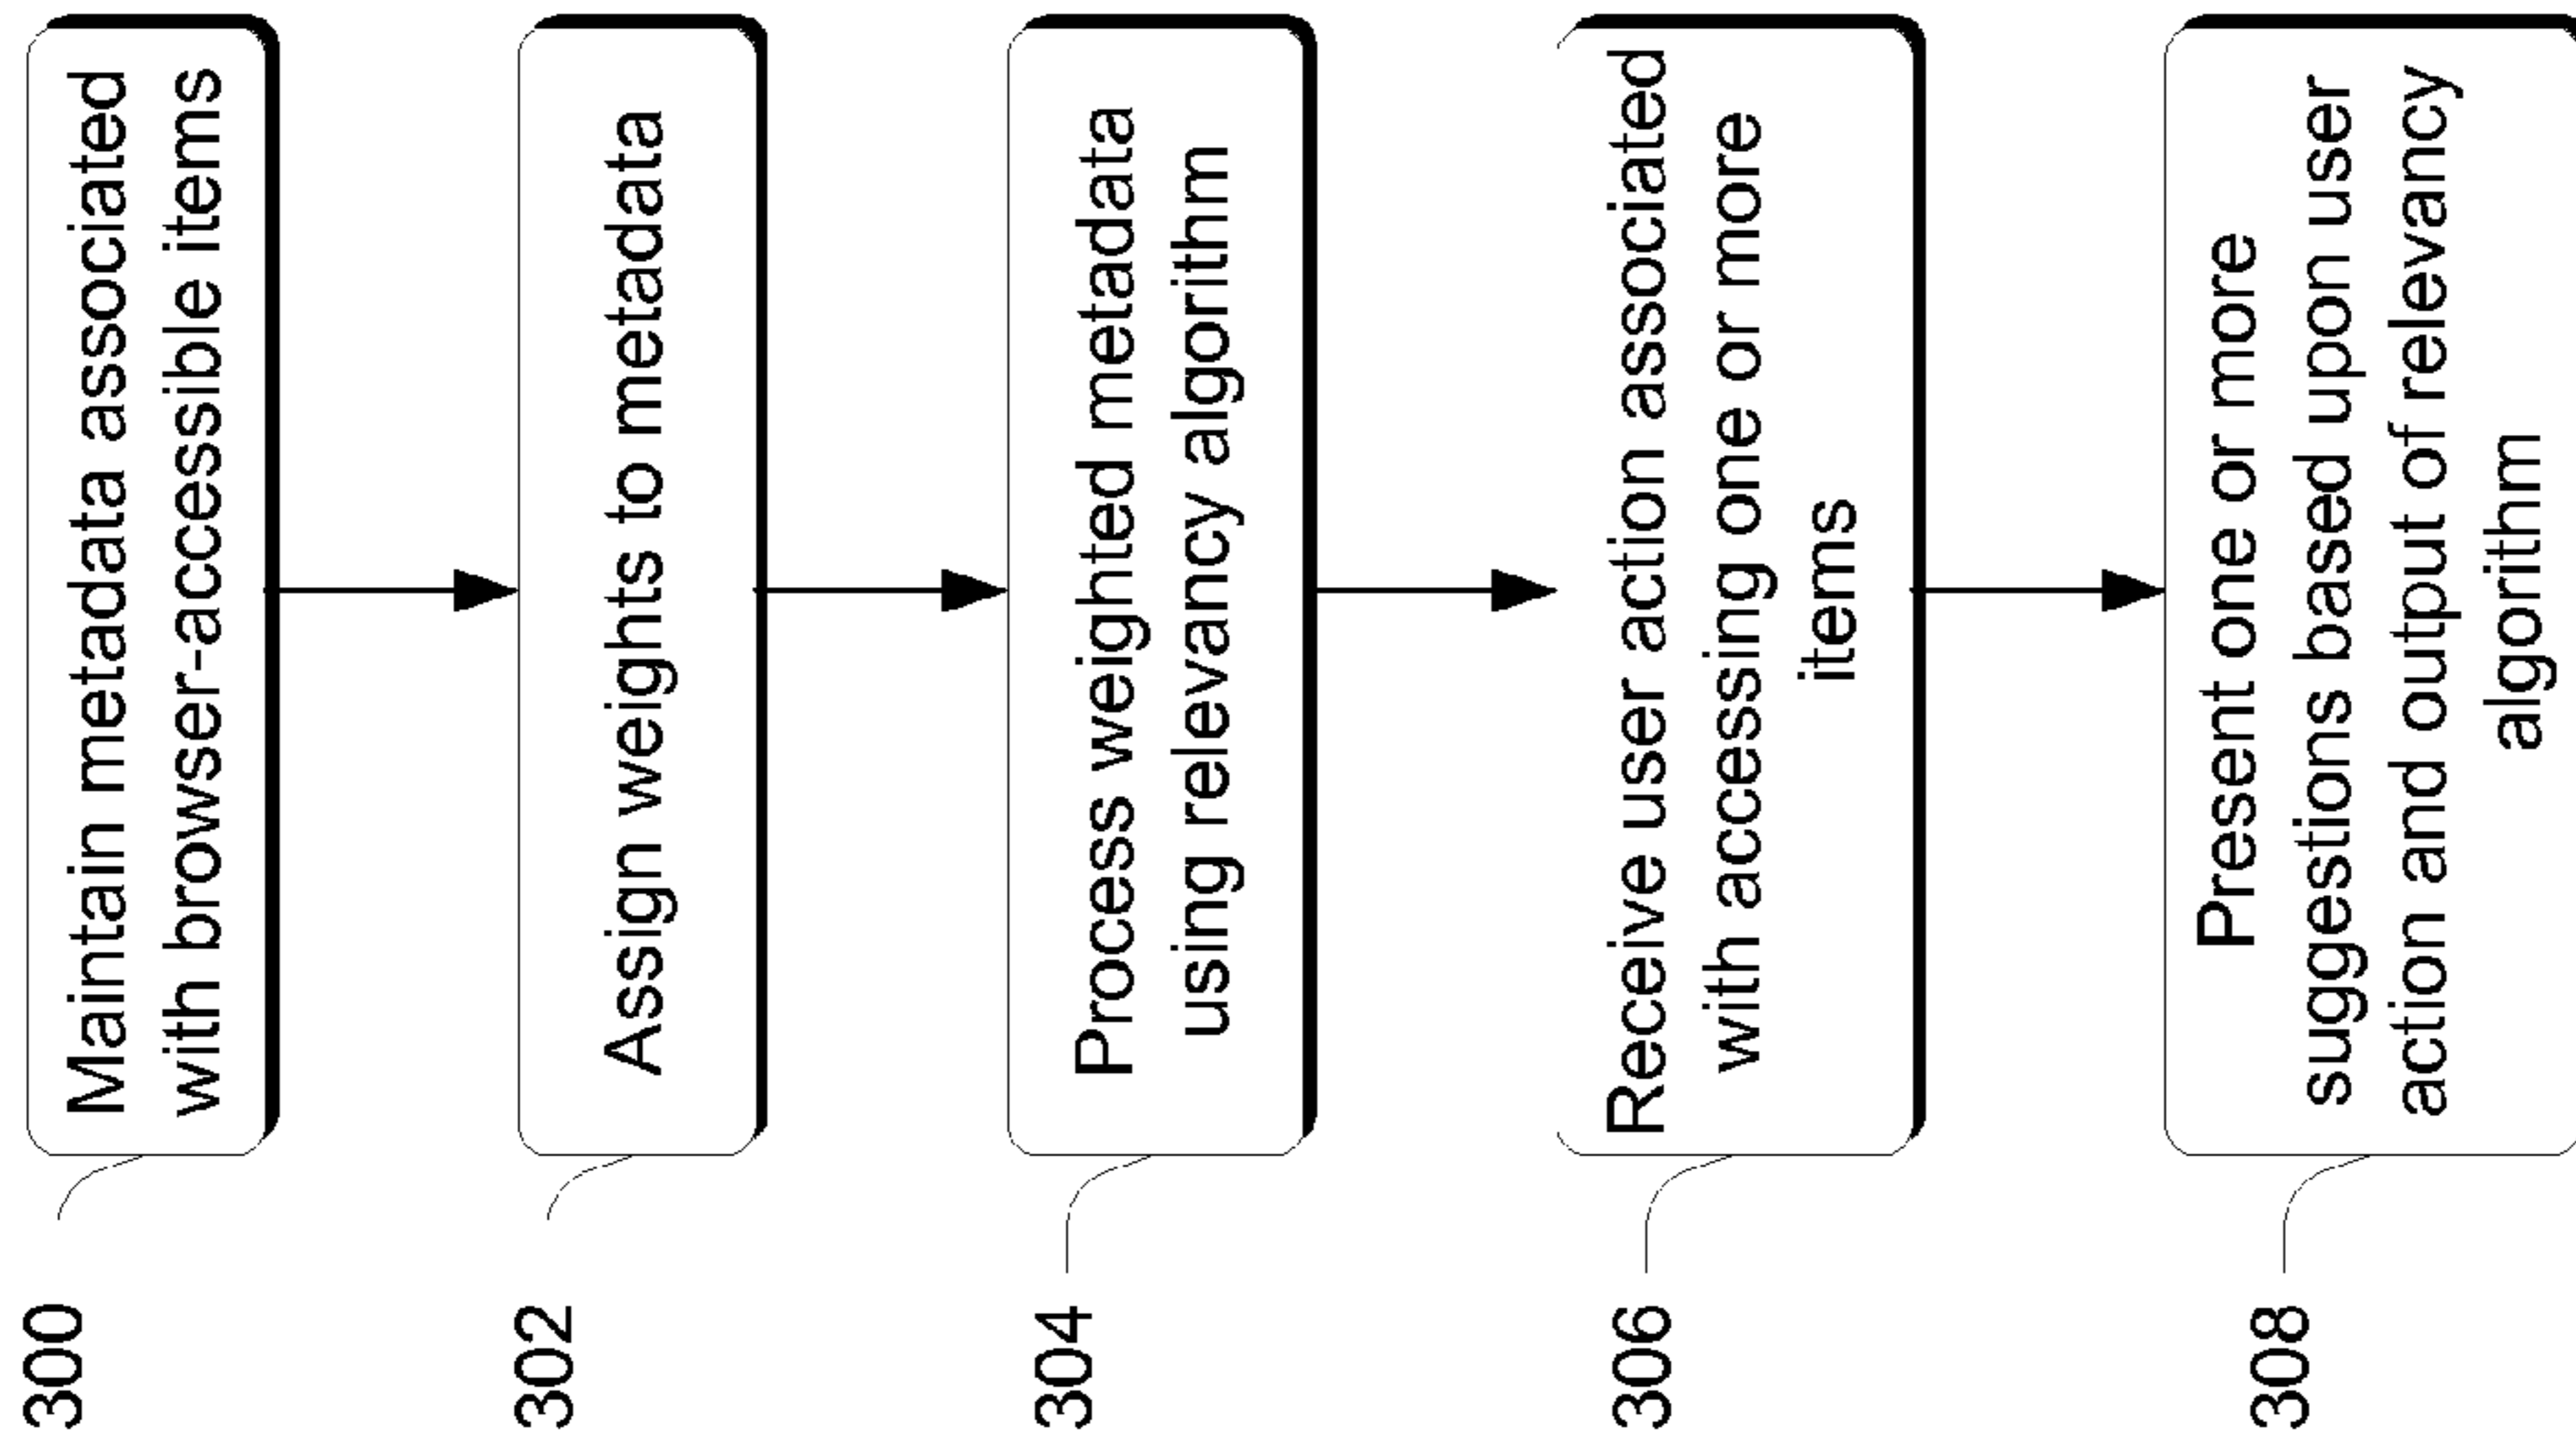 300
Maintain metadata associated
with browser-accessible items
302
Assign weights to metadata
304
Process weighted metadata
using relevancy algorithm
306
Receive user action associated
with accessing one or more
items
308
Present one or more
suggestions based upon user
action and output of relevancy
algorithm